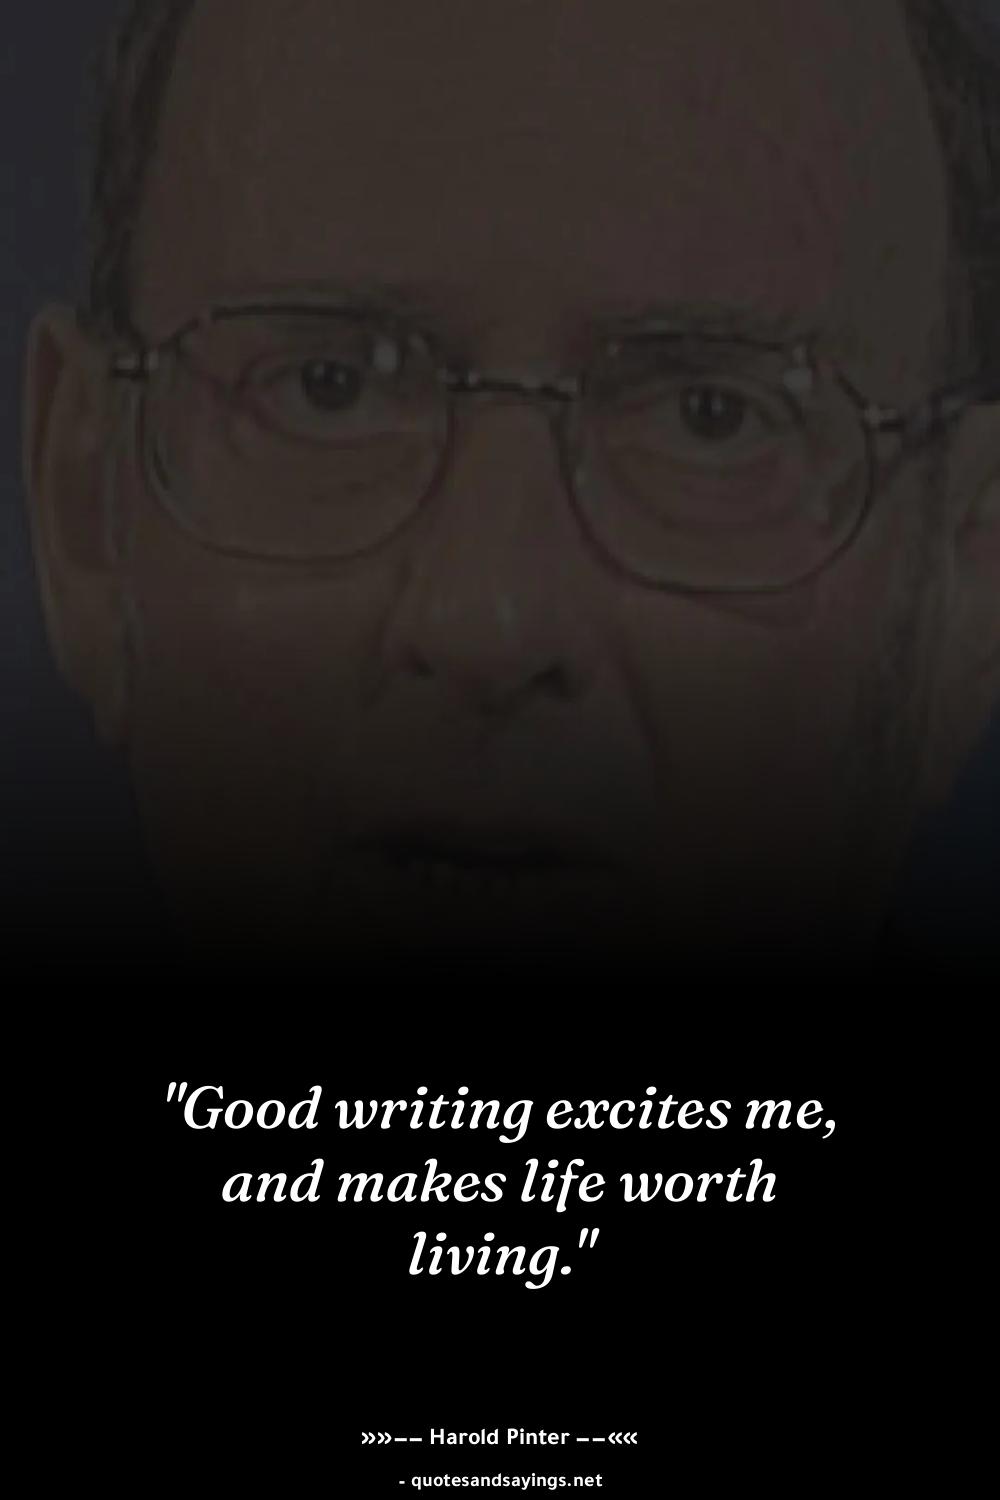 "Good writing excites me,
and makes life worth
living."
»»—— Harold Pinter ——««
- quotesandsayings.net